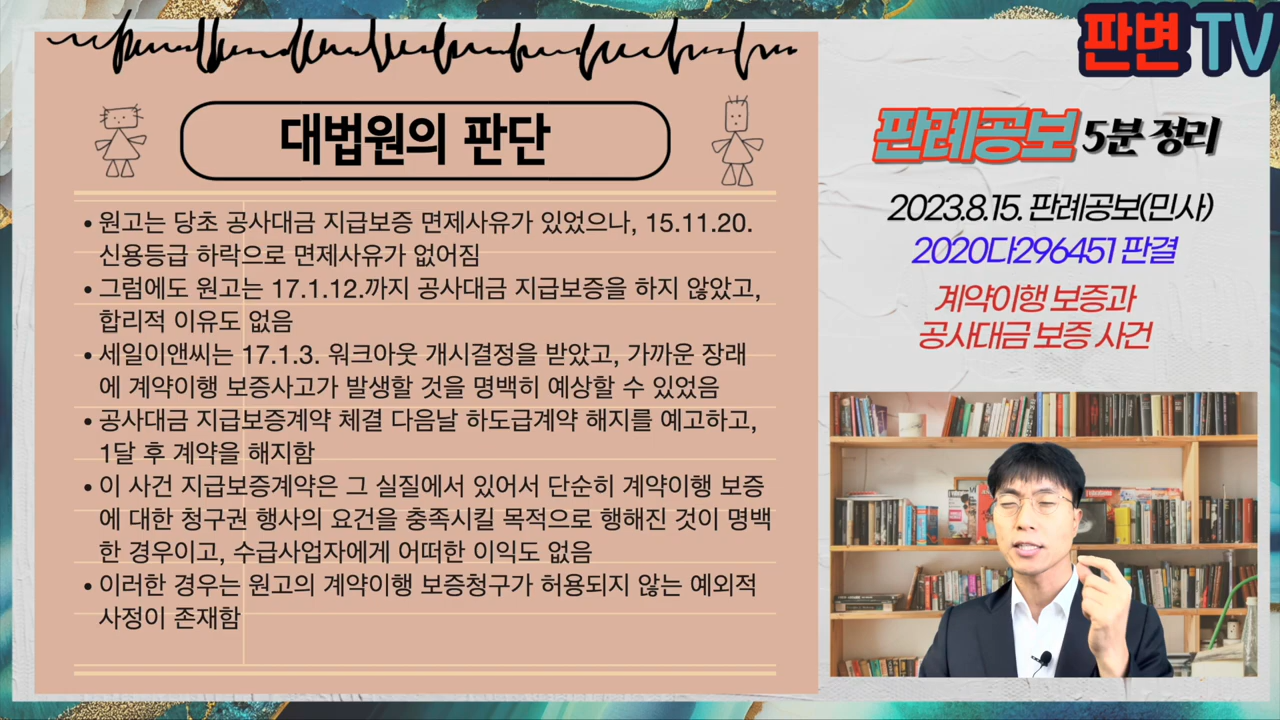 판변 TV
대법원의 판단
• 원고는 당초 공사대금 지급보증 면제사유가 있었으나, 15.11.20.
신용등급 하락으로 면제사유가 없어짐
• 그럼에도 원고는 17.1.12.까지 공사대금 지급보증을 하지 않았고,
합리적 이유도 없음
• 세일이앤씨는 17.1.3. 워크아웃 개시결정을 받았고, 가까운 장래
에 계약이행 보증사고가 발생할 것을 명백히 예상할 수 있었음
• 공사대금 지급보증계약 체결 다음날 하도급계약 해지를 예고하고,
1달 후 계약을 해지함
• 이 사건 지급보증계약은 그 실질에서 있어서 단순히 계약이행 보증
에 대한 청구권 행사의 요건을 충족시킬 목적으로 행해진 것이 명백
한 경우이고, 수급사업자에게 어떠한 이익도 없음
• 이러한 경우는 원고의 계약이행 보증청구가 허용되지 않는 예외적
사정이 존재함
판례공보 5분 정리
2023.8.15. 판례공보(민사)
2020다296451 판결
계약이행 보증과
공사대금 보증 사건